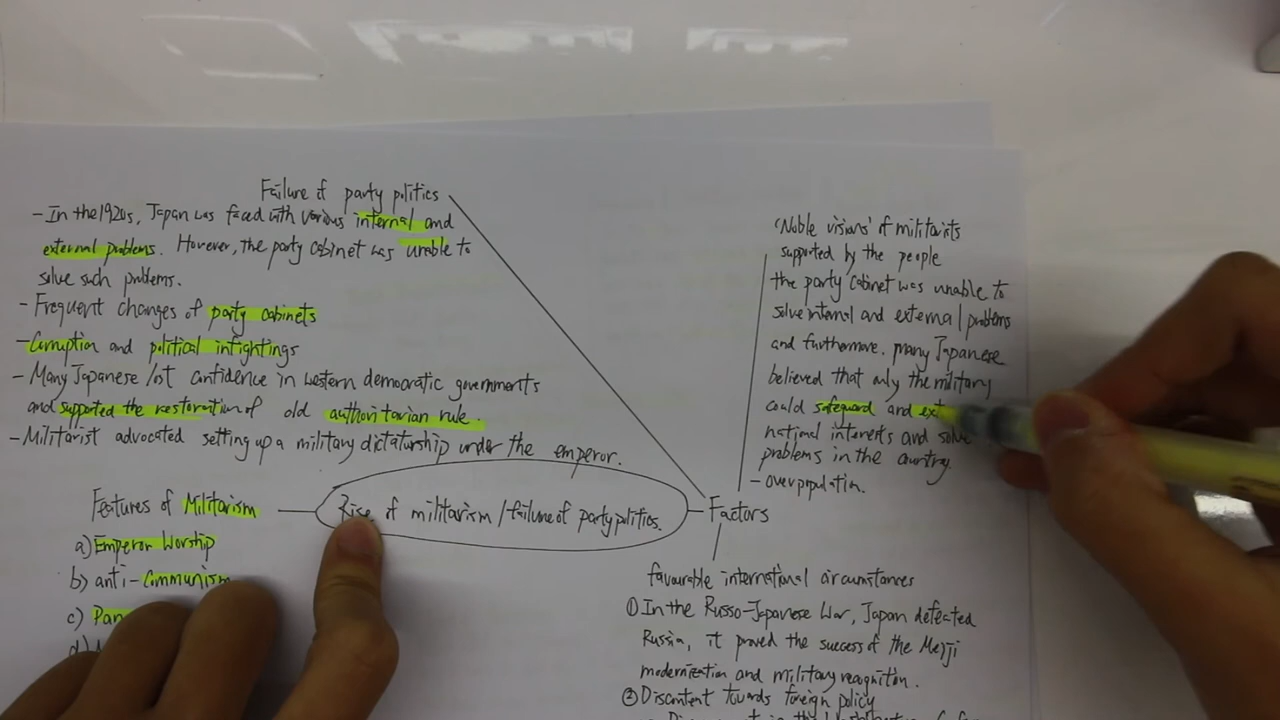 Failure of party politics
- In the 1920s, Japan was faced with various internal and
external problems. However, the party cabinet was unable to
solve such problems.
- Frequent changes of party cabinets
- Corruption and political infightings
- Many Japanese lost confidence in western democratic governments
and supported the restoration of old authoritarian rule.
- Militarist advocated setting up a military dictatorship under the emperor.
Features of Militarism
a) Emperor Worship
b) anti-Communism
c) Pan
d)
Rise of militarism / failure of party politics.
Factors
'Noble visions' of militarists
supported by the people
the party cabinet was unable to
solve internal and external problems
and furthermore, many Japanese
believed that only the military
could safeguard and ext
national interests and solve
problems in the country.
- overpopulation.
favourable international circumstances
① In the Russo-Japanese War, Japan defeated
Russia, it proved the success of the Meiji
modernization and military recognition.
② Discontent towards foreign policy